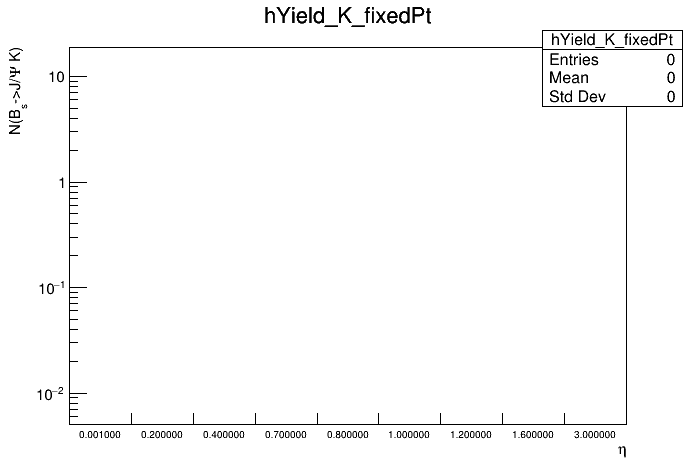 hYield_K_fixedPt
hYield_K_fixedPt
Entries 0
Mean 0
Std Dev 0
N(B_s->J/Ψ K)
10
1
10⁻¹
10⁻²
0.001000 0.200000 0.400000 0.700000 0.800000 1.000000 1.200000 1.600000 3.000000
η